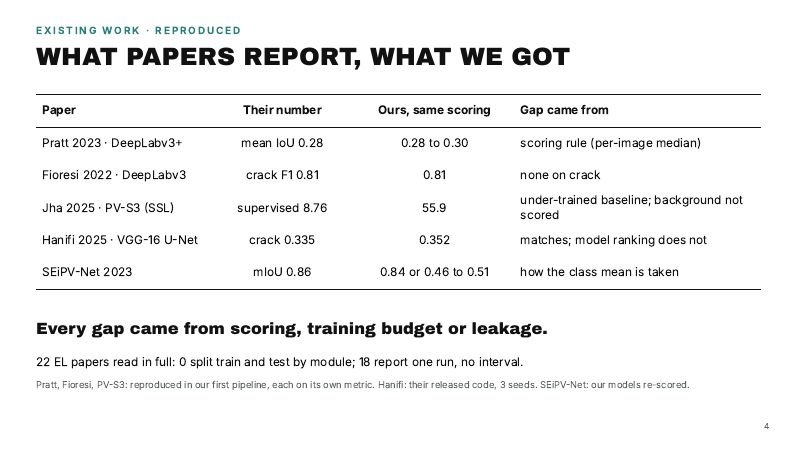 EXISTING WORK · REPRODUCED
WHAT PAPERS REPORT, WHAT WE GOT
Paper Their number Ours, same scoring Gap came from
Pratt 2023 · DeepLabv3+ mean IoU 0.28 0.28 to 0.30 scoring rule (per-image median)
Fioresi 2022 · DeepLabv3 crack F1 0.81 0.81 none on crack
Jha 2025 · PV-S3 (SSL) supervised 8.76 55.9 under-trained baseline; background not
scored
Hanifi 2025 · VGG-16 U-Net crack 0.335 0.352 matches; model ranking does not
SEiPV-Net 2023 mIoU 0.86 0.84 or 0.46 to 0.51 how the class mean is taken
Every gap came from scoring, training budget or leakage.
22 EL papers read in full: 0 split train and test by module; 18 report one run, no interval.
Pratt, Fioresi, PV-S3: reproduced in our first pipeline, each on its own metric. Hanifi: their released code, 3 seeds. SEiPV-Net: our models re-scored.
4